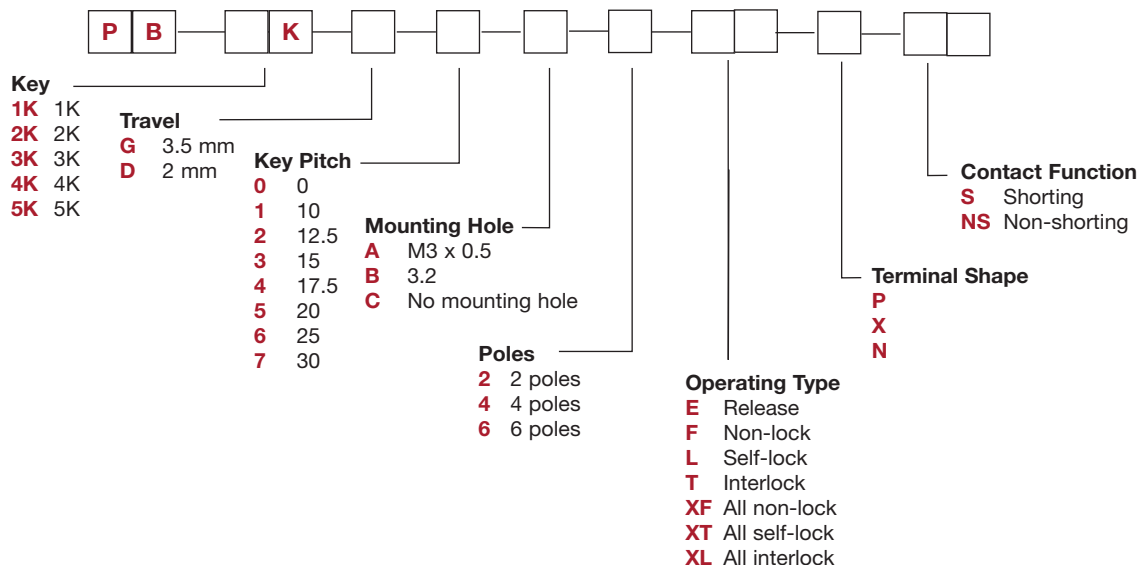 P B K
Key
1K 1K
2K 2K
3K 3K
4K 4K
5K 5K
Travel
G 3.5 mm
D 2 mm
Key Pitch
0 0
1 10
2 12.5
3 15
4 17.5
5 20
6 25
7 30
Mounting Hole
A M3 x 0.5
B 3.2
C No mounting hole
Poles
2 2 poles
4 4 poles
6 6 poles
Operating Type
E Release
F Non-lock
L Self-lock
T Interlock
XF All non-lock
XT All self-lock
XL All interlock
Terminal Shape
P
X
N
Contact Function
S Shorting
NS Non-shorting